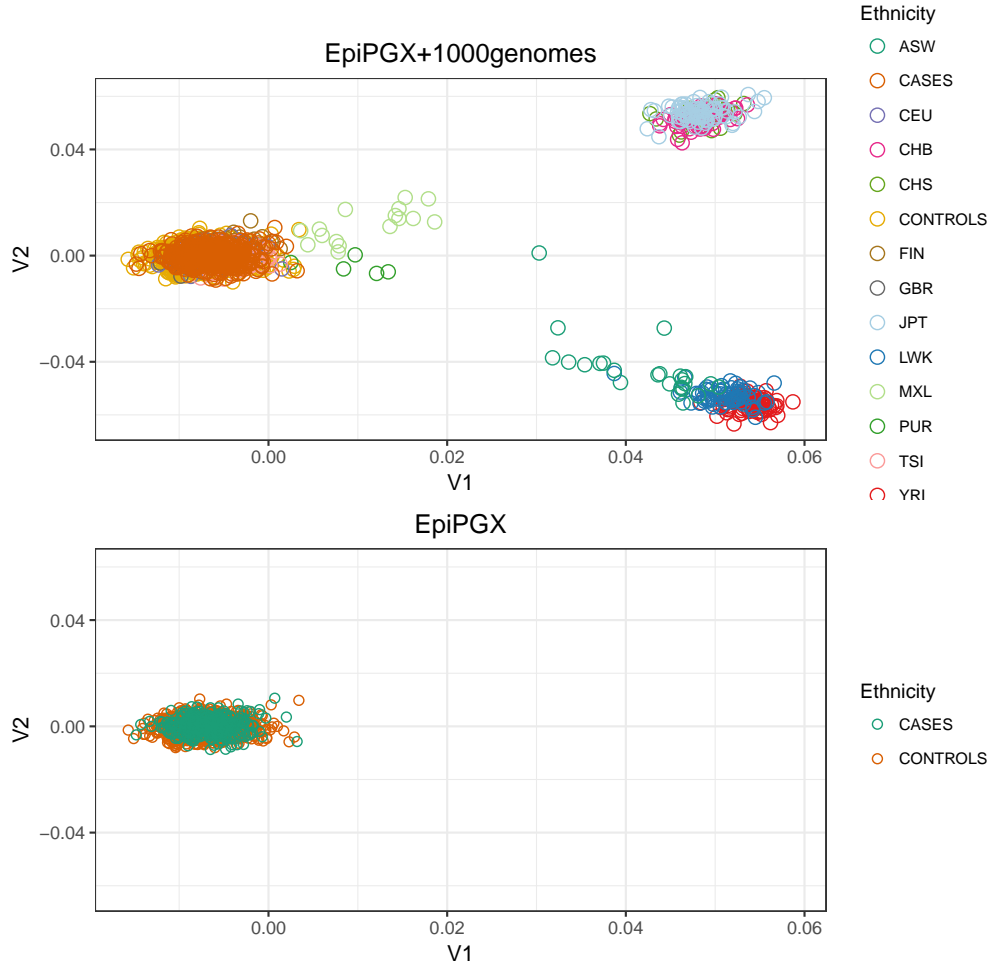 EpiPGX+1000genomes
V2
0.04
0.00
−0.04
0.00
0.02
0.04
0.06
V1
Ethnicity
ASW
CASES
CEU
CHB
CHS
CONTROLS
FIN
GBR
JPT
LWK
MXL
PUR
TSI
YRI
EpiPGX
V2
0.04
0.00
−0.04
0.00
0.02
0.04
0.06
V1
Ethnicity
CASES
CONTROLS